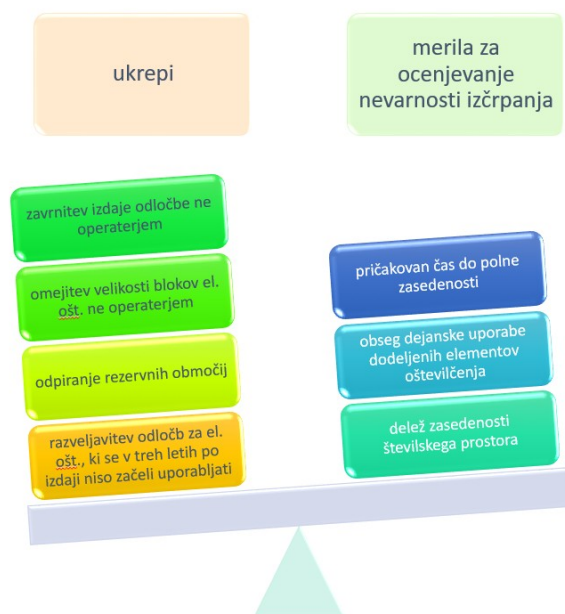 ukrepi
merila za
ocenjevanje
nevarnosti izčrpanja
zavrnitev izdaje odločbe ne
operaterjem
omejitev velikosti blokov el.
ošt. ne operaterjem
odpiranje rezervnih območij
razveljavitev odločb za el.
ošt., ki se v treh letih po
izdaji niso začeli uporabljati
pričakovan čas do polne
zasedenosti
obseg dejanske uporabe
dodeljenih elementov
oštevilčenja
delež zasedenosti
številskega prostora